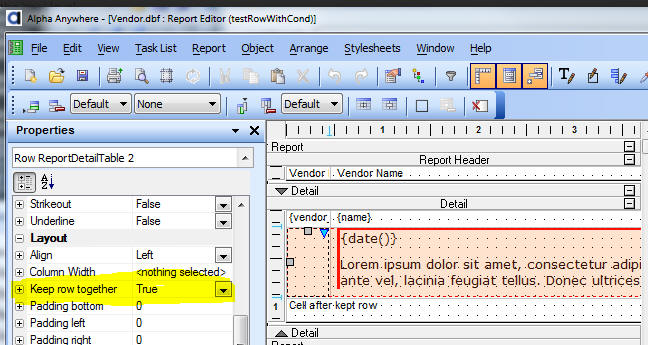 Alpha Anywhere - [Vendor.dbf : Report Editor (testRowWithCond)]
File Edit View Task List Report Object Arrange Stylesheets Window Help
Default None Default
Properties
Row ReportDetailTable 2
A
Z
Strikeout False
Underline False
Layout
Align Left
Column Width <nothing selected>
Keep row together True
Padding bottom 0
Padding left 0
Padding right 0
1 2 3
Report
Report Header
Vendor Vendor Name
Detail
Detail
{vendor_ {name}
{date()}
Lorem ipsum dolor sit amet, consectetur adipi
ante vel, lacinia feugiat tellus. Donec ultrices
1
Cell after kept row
Detail
Report